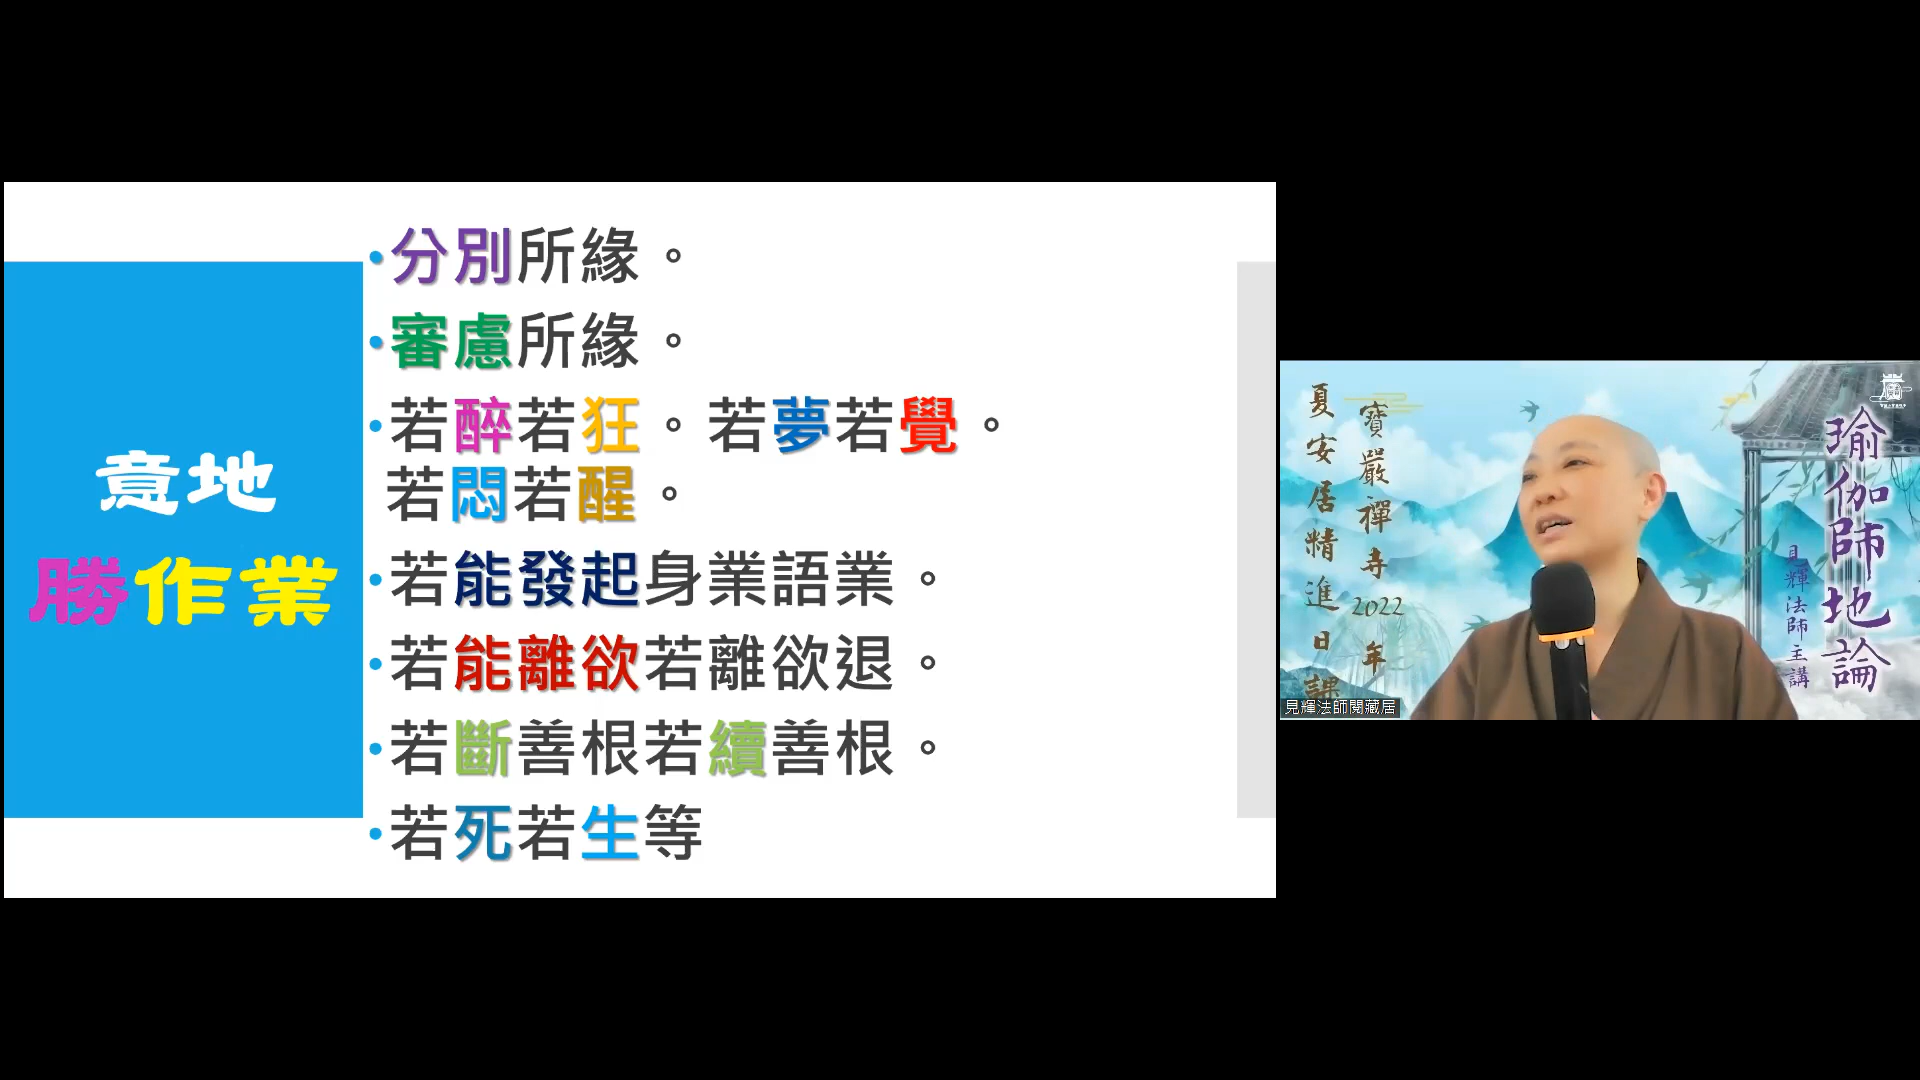 意地
勝作業
•分別所緣。
•審慮所緣。
•若醉若狂。若夢若覺。
若悶若醒。
•若能發起身業語業。
•若能離欲若離欲退。
•若斷善根若續善根。
•若死若生等
夏安居精進日課
寶嚴禪寺2022年
瑜伽師地論
見輝法師主講
見輝法師閱藏居